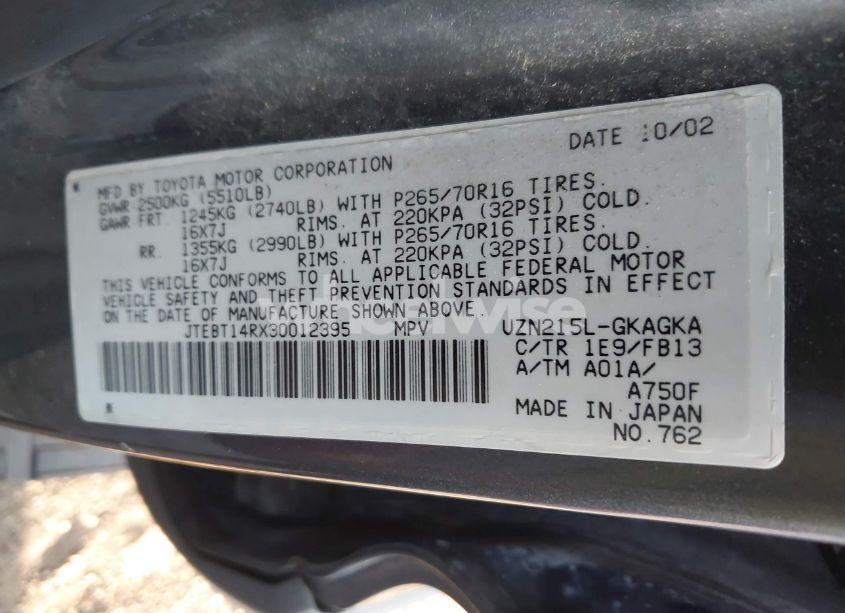 DATE 10/02
MFD BY TOYOTA MOTOR CORPORATION
GVWR 2500KG (5510LB)
GAWR FRT. 1245KG (2740LB) WITH P265/70R16 TIRES.
16X7J RIMS. AT 220KPA (32PSI) COLD.
RR. 1355KG (2990LB) WITH P265/70R16 TIRES.
16X7J RIMS. AT 220KPA (32PSI) COLD.
THIS VEHICLE CONFORMS TO ALL APPLICABLE FEDERAL MOTOR
VEHICLE SAFETY AND THEFT PREVENTION STANDARDS IN EFFECT
ON THE DATE OF MANUFACTURE SHOWN ABOVE.
wheelwise
JTEBT14RX30012395 MPV UZN215L-GKAGKA
C/TR 1E9/FB13
A/TM A01A/
A750F
MADE IN JAPAN
NO.762